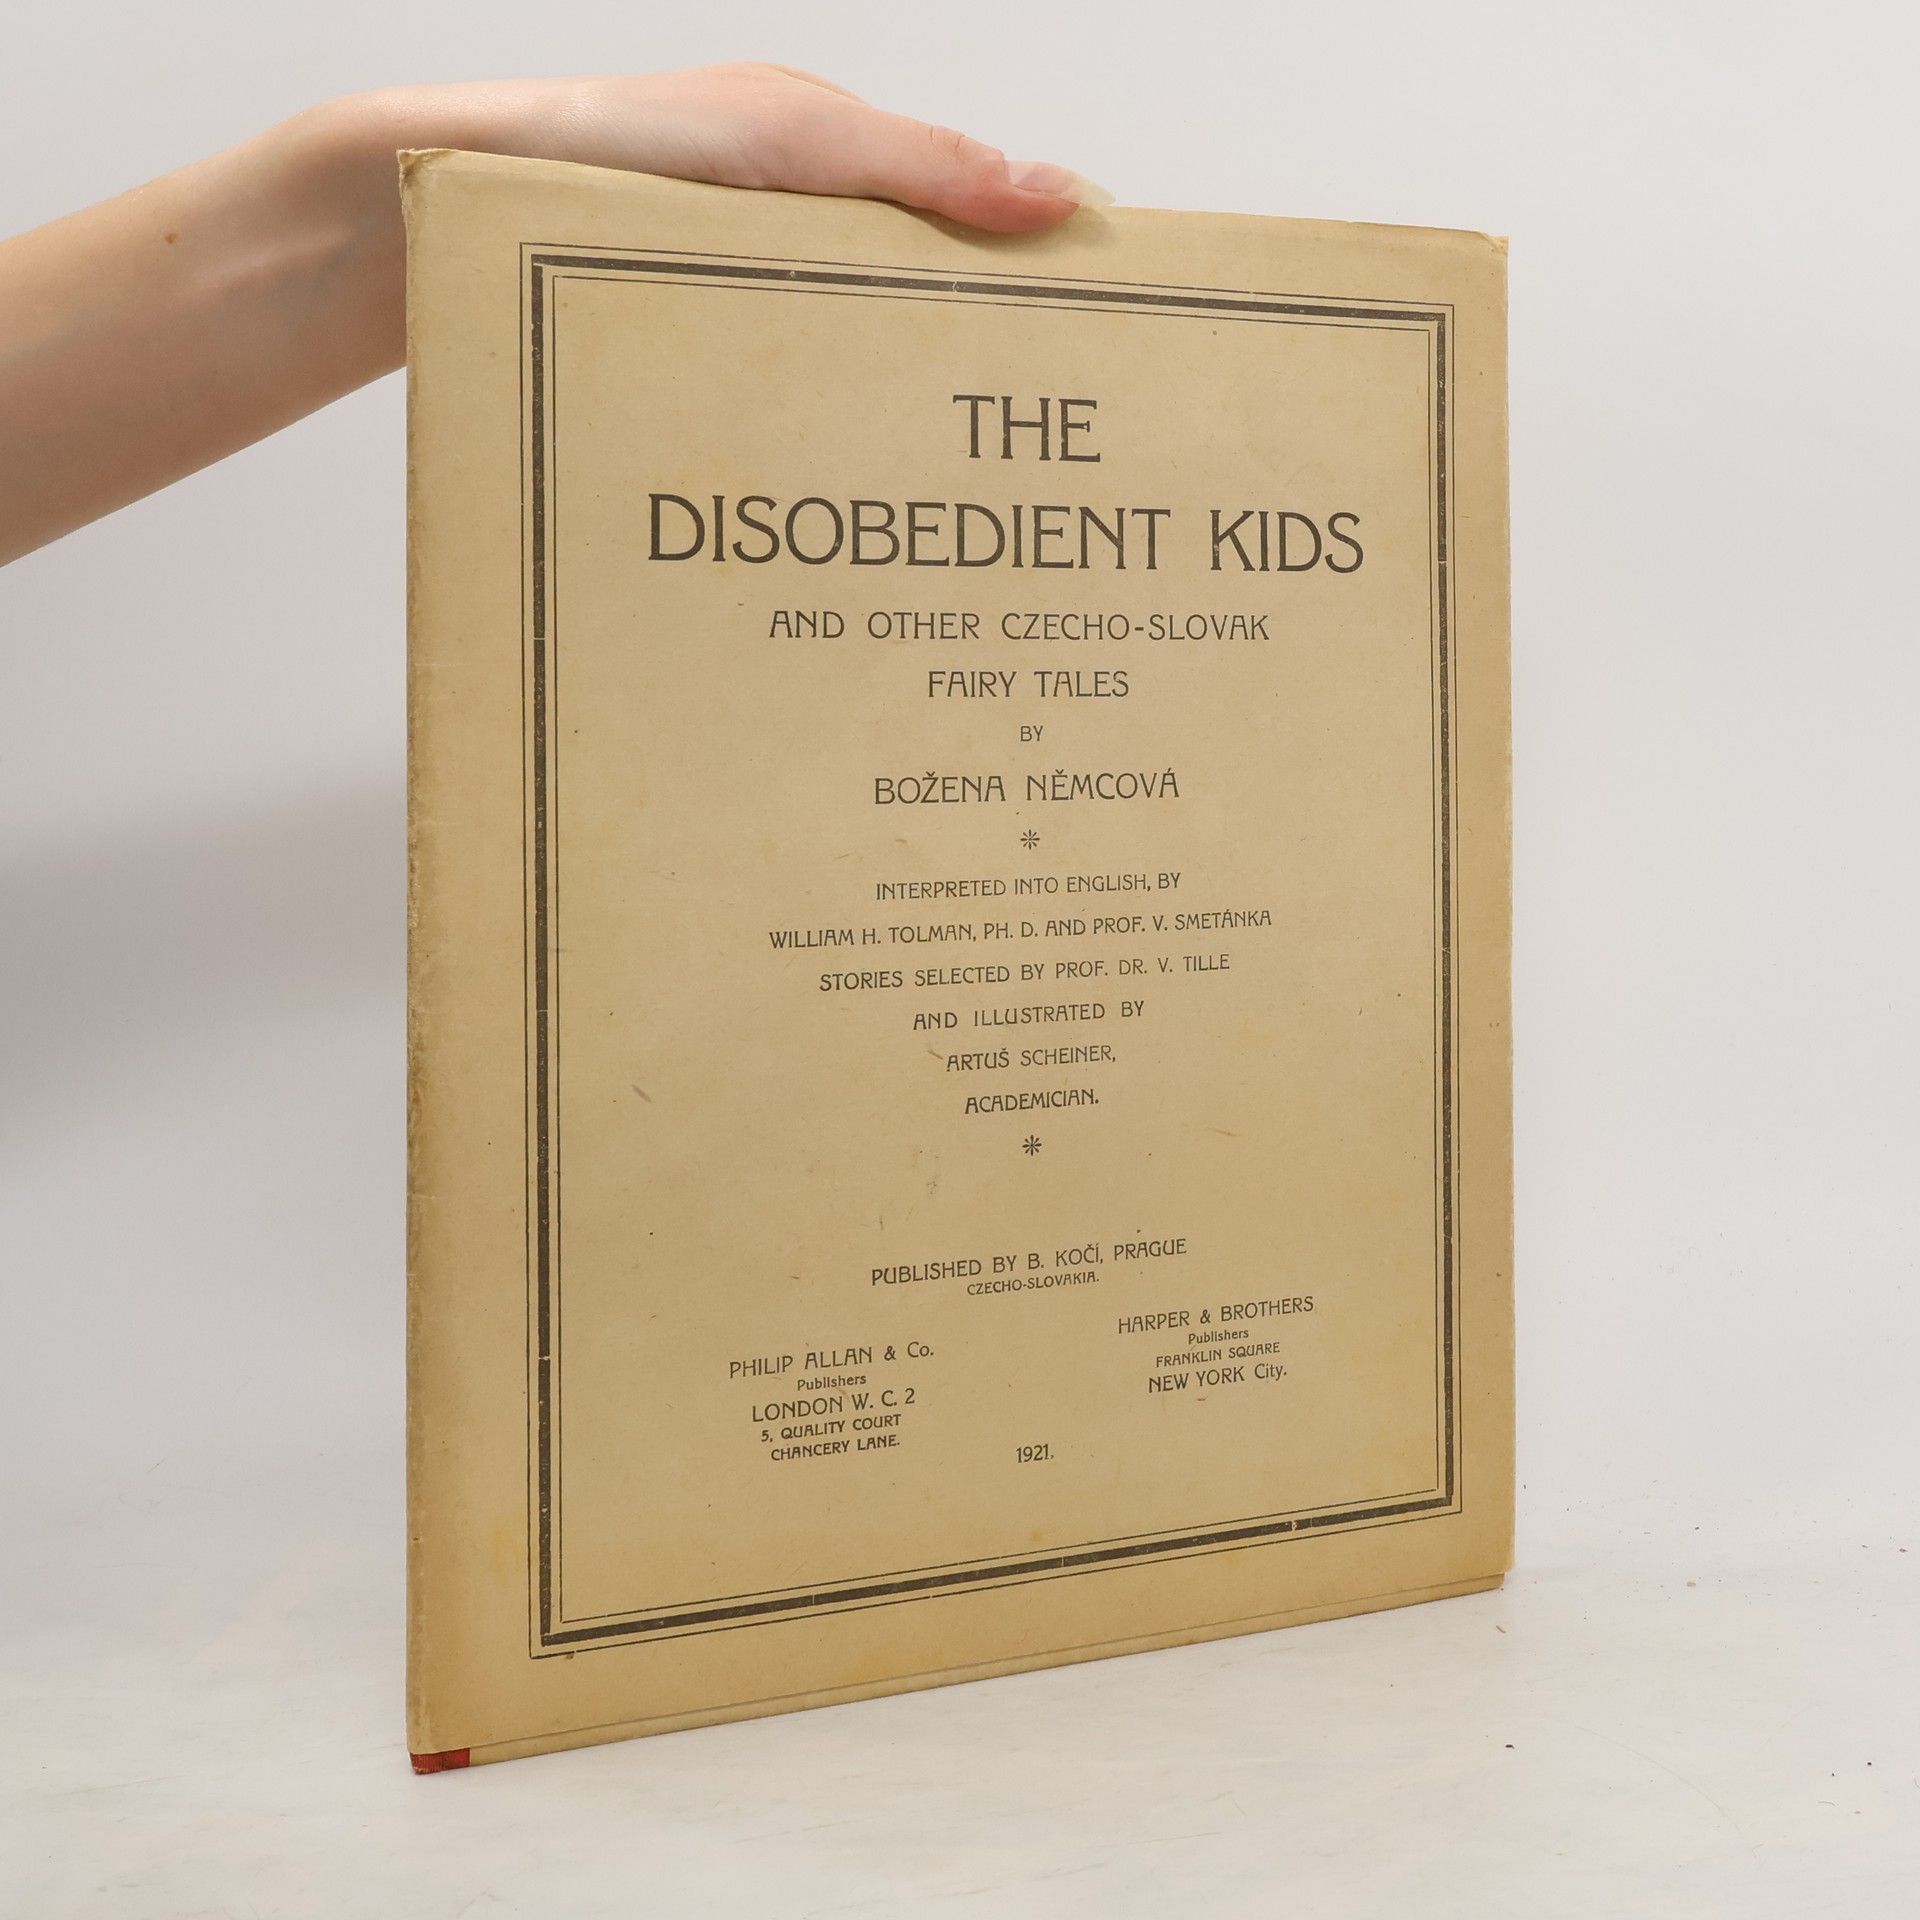 THE
DISOBEDIENT KIDS
AND OTHER CZECHO-SLOVAK
FAIRY TALES
BY
BOŽENA NĚMCOVÁ
INTERPRETED INTO ENGLISH, BY
WILLIAM H. TOLMAN, PH. D. AND PROF. V. SMETÁNKA
STORIES SELECTED BY PROF. DR. V. TILLE
AND ILLUSTRATED BY
ARTUŠ SCHEINER,
ACADEMICIAN.
PUBLISHED BY B. KOČÍ, PRAGUE
CZECHO-SLOVAKIA.
PHILIP ALLAN & Co.
Publishers
LONDON W. C. 2
5, QUALITY COURT
CHANCERY LANE.
HARPER & BROTHERS
Publishers
FRANKLIN SQUARE
NEW YORK City.
1921.